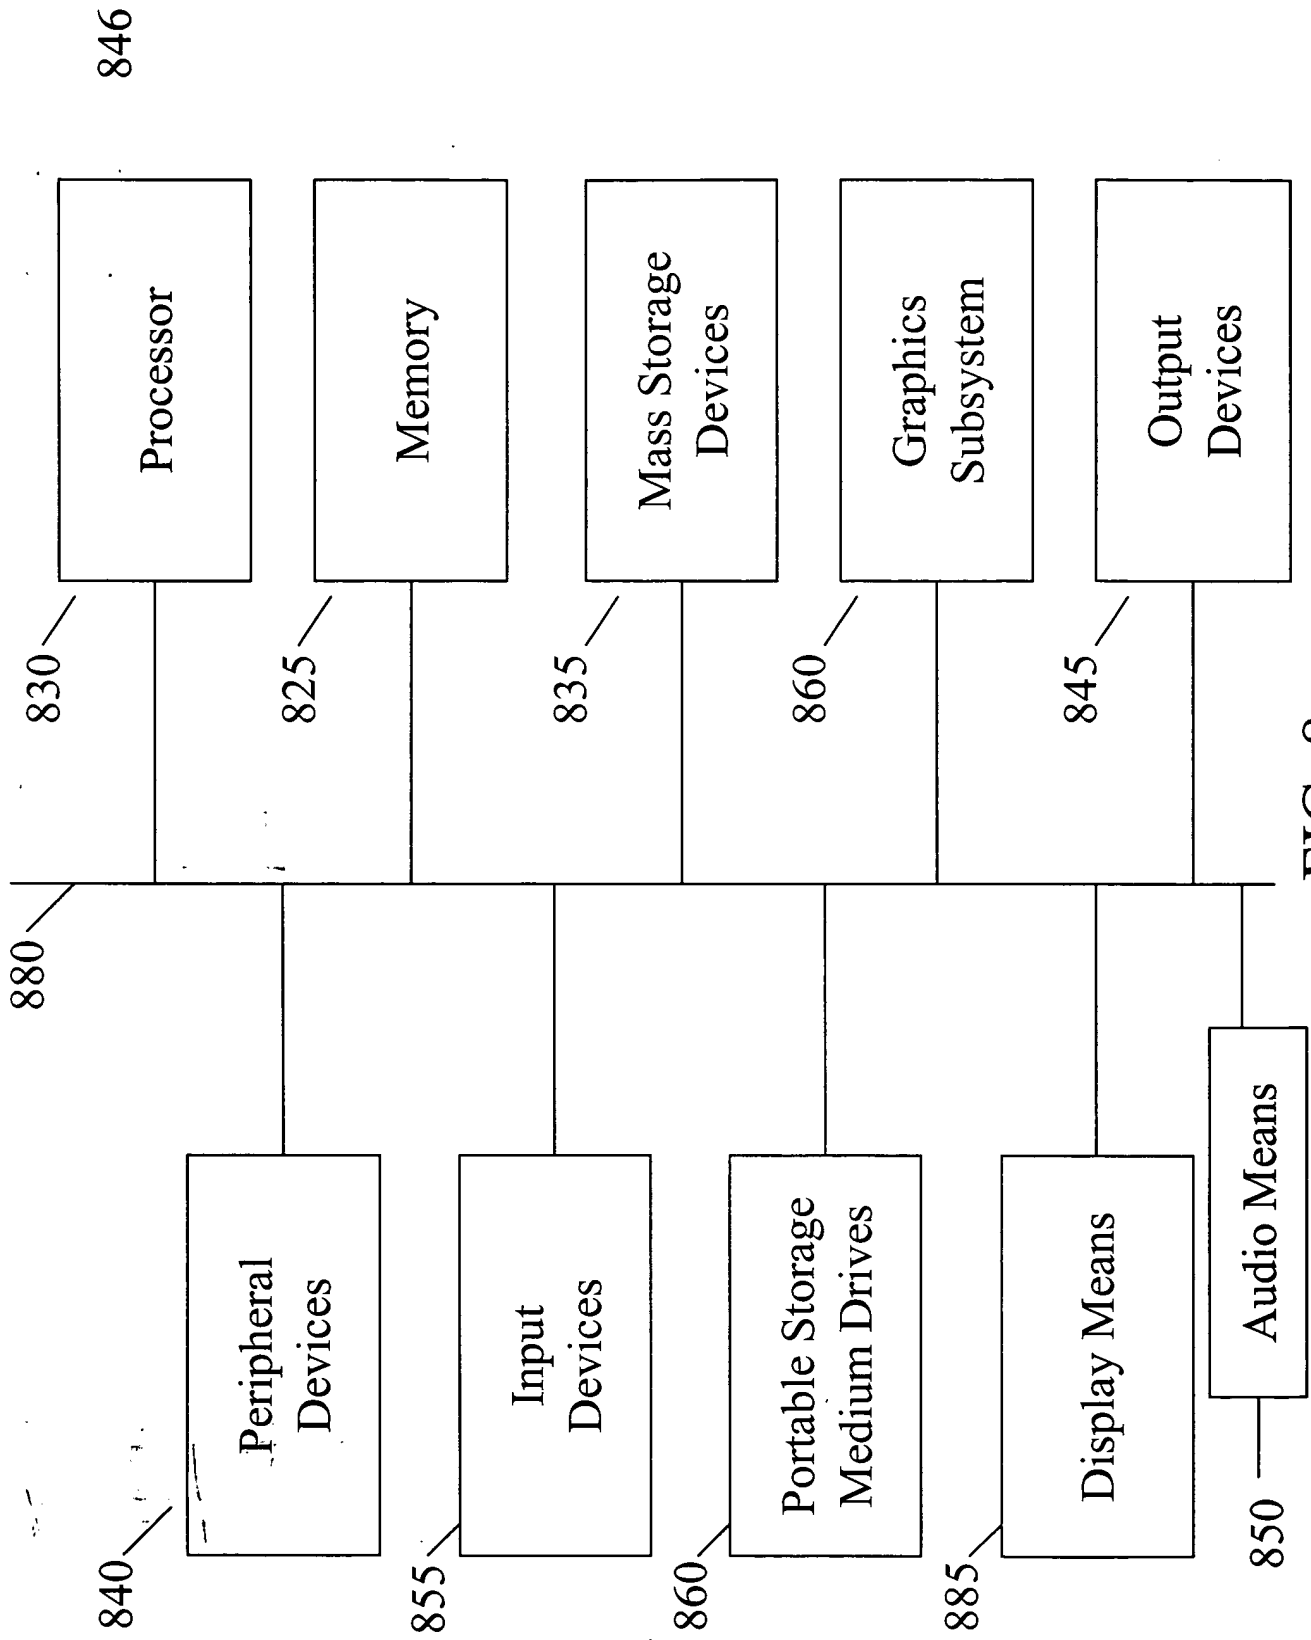 880
830
846
840
Processor
Peripheral
Devices
825
Memory
855
Input
Devices
835
Mass Storage
Devices
860
Portable Storage
Medium Drives
860
Graphics
Subsystem
885
Display Means
845
Output
Devices
850
Audio Means
FIG.